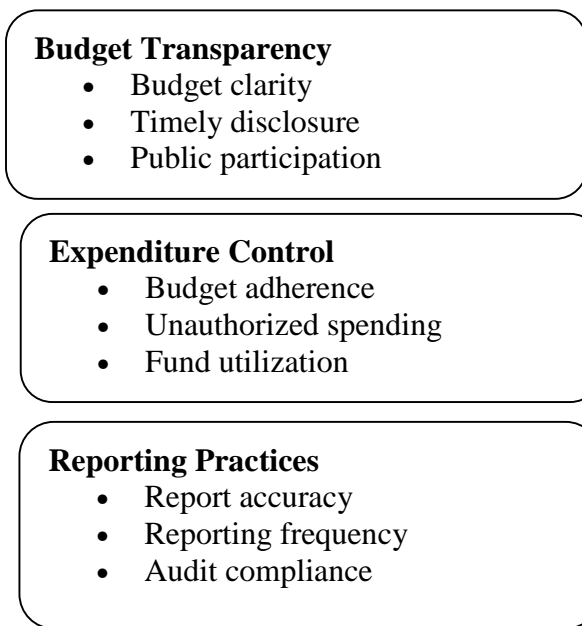 Budget Transparency
• Budget clarity
• Timely disclosure
• Public participation
Expenditure Control
• Budget adherence
• Unauthorized spending
• Fund utilization
Reporting Practices
• Report accuracy
• Reporting frequency
• Audit compliance